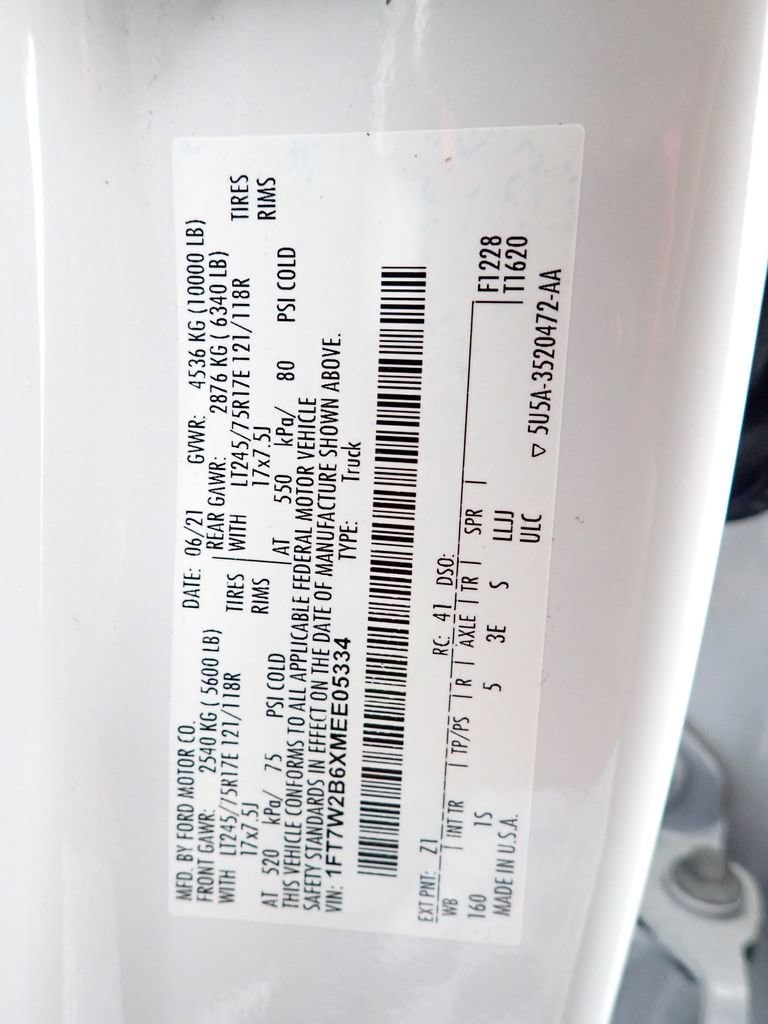 MFD. BY FORD MOTOR CO.
DATE: 06/21 GVWR: 4536 KG (10000 LB)
FRONT GAWR: 2540 KG ( 5600 LB) REAR GAWR: 2876 KG ( 6340 LB)
WITH LT245/75R17E 121/118R TIRES WITH LT245/75R17E 121/118R TIRES
17x7.5J RIMS 17x7.5J RIMS
AT 520 kPa/ 75 PSI COLD AT 550 kPa/ 80 PSI COLD
THIS VEHICLE CONFORMS TO ALL APPLICABLE FEDERAL MOTOR VEHICLE
SAFETY STANDARDS IN EFFECT ON THE DATE OF MANUFACTURE SHOWN ABOVE.
VIN: 1FT7W2B6XMEE05334 TYPE: Truck
EXT PNT: Z1 RC: 41 DSO:
WB INT TR TP/PS R AXLE TR SPR F1228
160 1S 5 3E S LLJJ T1620
MADE IN U.S.A. ULC ▽ 5U5A-3520472-AA